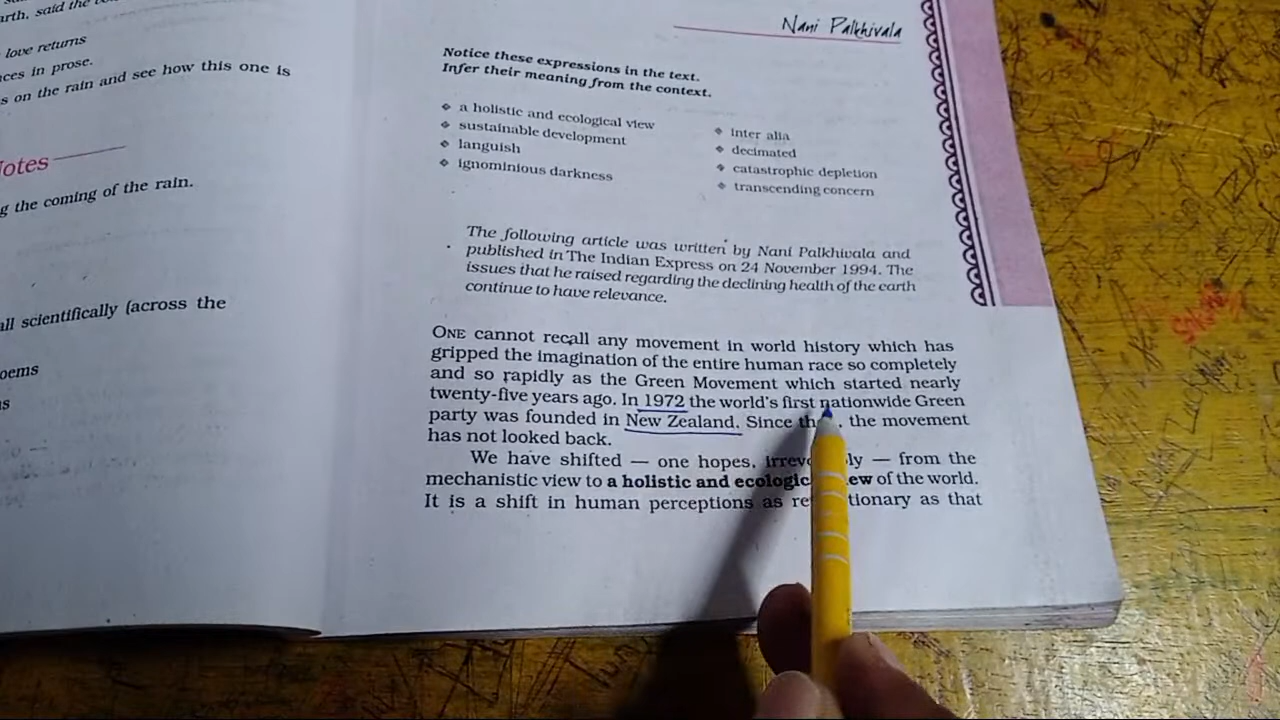 arth, said the
love returns
ces in prose.
s on the rain and see how this one is
Notes
g the coming of the rain.
all scientifically (across the
oems
s
Nani Palkhivala
Notice these expressions in the text.
Infer their meaning from the context.
❖ a holistic and ecological view
❖ sustainable development
❖ languish
❖ ignominious darkness
❖ inter alia
❖ decimated
❖ catastrophic depletion
❖ transcending concern
The following article was written by Nani Palkhivala and
published in The Indian Express on 24 November 1994. The
issues that he raised regarding the declining health of the earth
continue to have relevance.
ONE cannot recall any movement in world history which has
gripped the imagination of the entire human race so completely
and so rapidly as the Green Movement which started nearly
twenty-five years ago. In 1972 the world's first nationwide Green
party was founded in New Zealand. Since , the movement
has not looked back.
We have shifted — one hopes, — from the
mechanistic view to a holistic and of the world.
It is a shift in human perceptions as as that